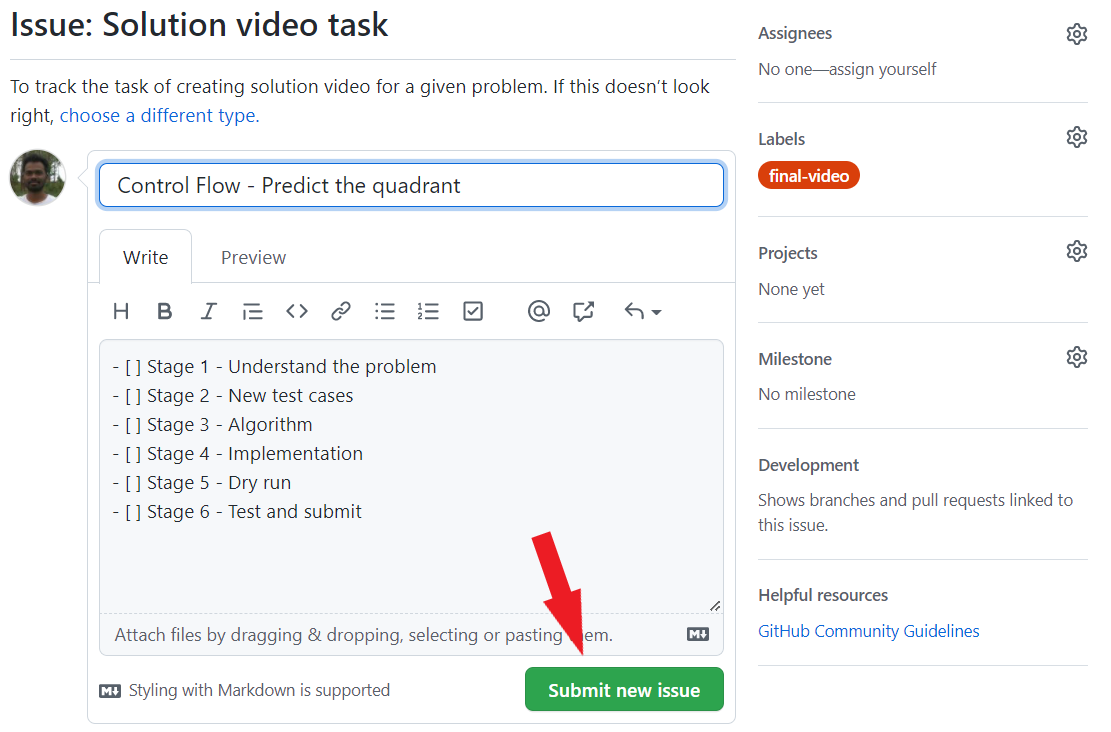 Issue: Solution video task
To track the task of creating solution video for a given problem. If this doesn’t look
right, choose a different type.
Control Flow - Predict the quadrant
Write Preview
H B I <> @
- [ ] Stage 1 - Understand the problem
- [ ] Stage 2 - New test cases
- [ ] Stage 3 - Algorithm
- [ ] Stage 4 - Implementation
- [ ] Stage 5 - Dry run
- [ ] Stage 6 - Test and submit
Attach files by dragging & dropping, selecting or pasting them.
Styling with Markdown is supported
Submit new issue
Assignees
No one—assign yourself
Labels
final-video
Projects
None yet
Milestone
No milestone
Development
Shows branches and pull requests linked to
this issue.
Helpful resources
GitHub Community Guidelines